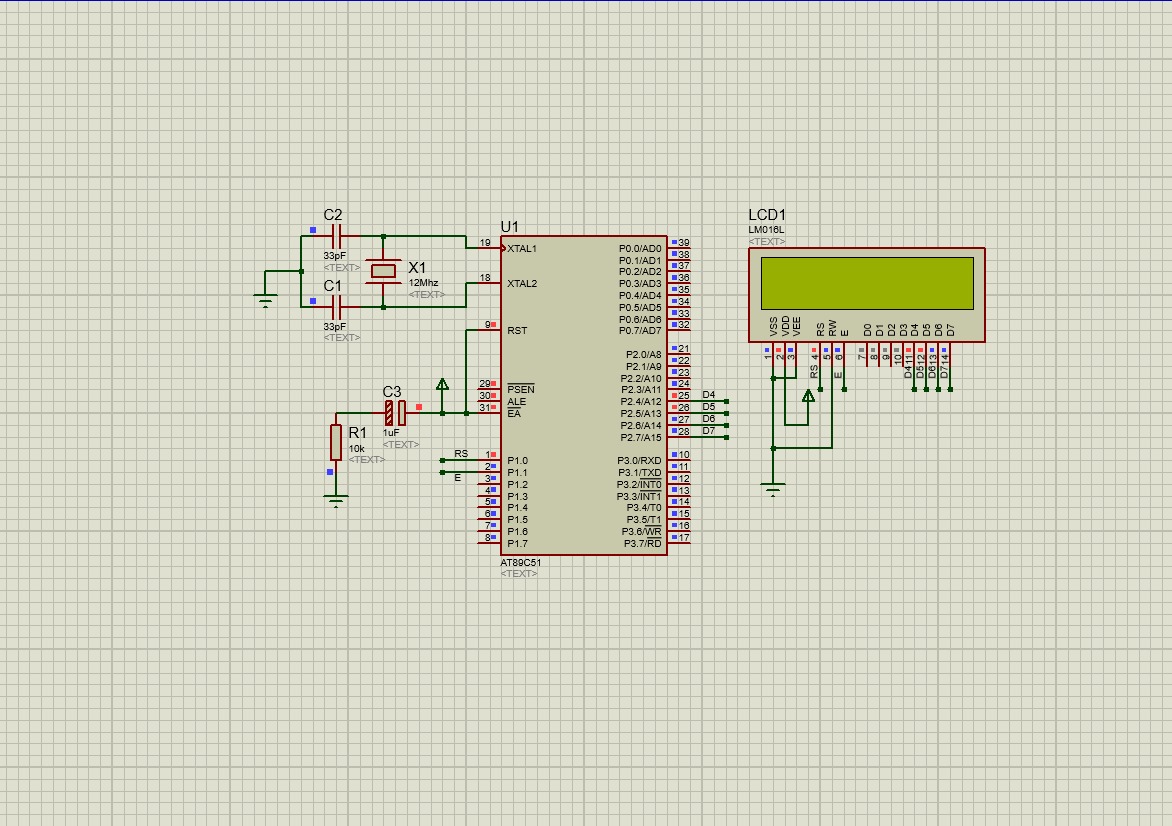 C2
33pF
<TEXT>
X1
12Mhz
<TEXT>
C1
33pF
<TEXT>
C3
1uF
<TEXT>
R1
10k
<TEXT>
U1
19 XTAL1
18 XTAL2
9 RST
29 PSEN
30 ALE
31 EA
RS 1 P1.0
E 2 P1.1
3 P1.2
4 P1.3
5 P1.4
6 P1.5
7 P1.6
8 P1.7
P0.0/AD0 39
P0.1/AD1 38
P0.2/AD2 37
P0.3/AD3 36
P0.4/AD4 35
P0.5/AD5 34
P0.6/AD6 33
P0.7/AD7 32
P2.0/A8 21
P2.1/A9 22
P2.2/A10 23
P2.3/A11 24
P2.4/A12 25 D4
P2.5/A13 26 D5
P2.6/A14 27 D6
P2.7/A15 28 D7
P3.0/RXD 10
P3.1/TXD 11
P3.2/INT0 12
P3.3/INT1 13
P3.4/T0 14
P3.5/T1 15
P3.6/WR 16
P3.7/RD 17
AT89C51
<TEXT>
LCD1
LM016L
<TEXT>
VSS VDD VEE RS RW E D0 D1 D2 D3 D4 D5 D6 D7
1 2 3 4 5 6 7 8 9 10 11 12 13 14
RS E D4 D5 D6 D7